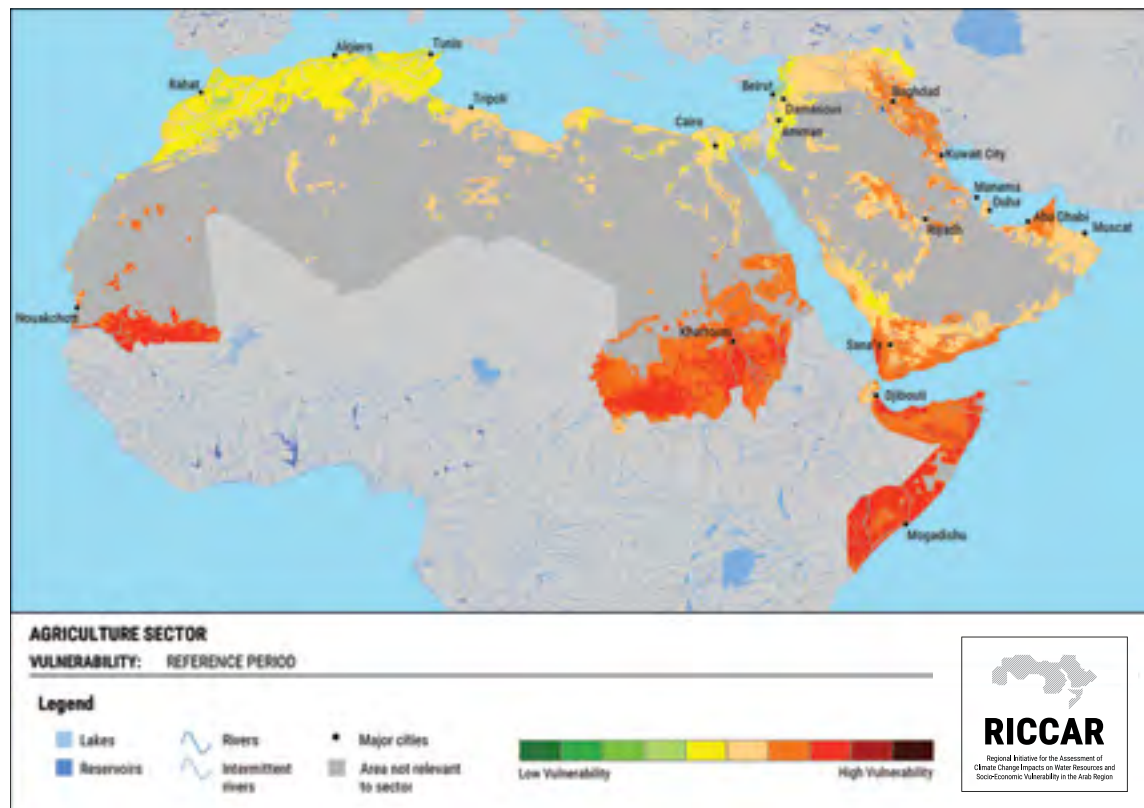 Algiers
Tunis
Rabat
Tripoli
Cairo
Beirut
Damascus
Amman
Baghdad
Kuwait City
Manama
Doha
Abu Dhabi
Muscat
Riyadh
Nouakchott
Khartoum
Sana'a
Djibouti
Mogadishu
AGRICULTURE SECTOR
VULNERABILITY: REFERENCE PERIOD
Legend
Lakes
Rivers
Major cities
Reservoirs
Intermittent
rivers
Area not relevant
to sector
Low Vulnerability
High Vulnerability
RICCAR
Regional Initiative for the Assessment of
Climate Change Impacts on Water Resources and
Socio-Economic Vulnerability in the Arab Region